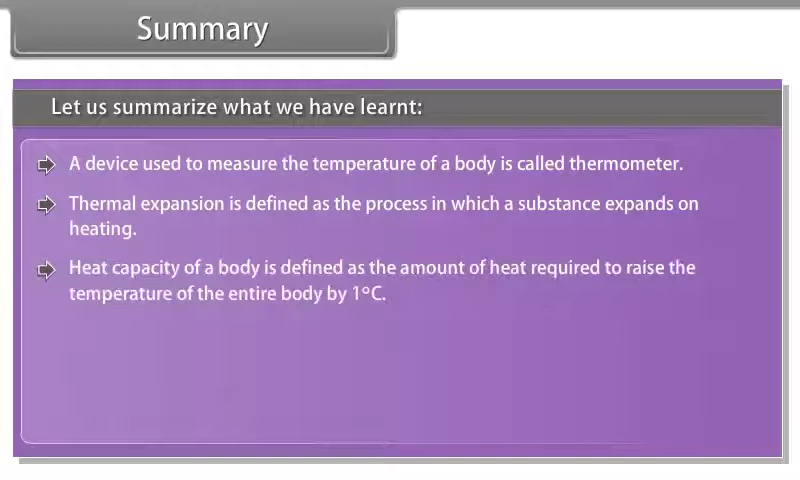 Summary
Let us summarize what we have learnt:
A device used to measure the temperature of a body is called thermometer.
Thermal expansion is defined as the process in which a substance expands on
heating.
Heat capacity of a body is defined as the amount of heat required to raise the
temperature of the entire body by 1°C.